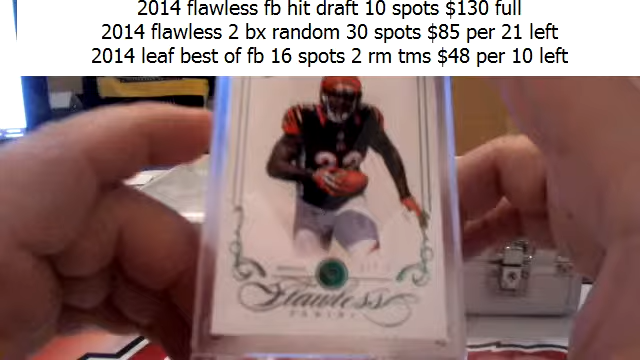 2014 flawless fb hit draft 10 spots $130 full
2014 flawless 2 bx random 30 spots $85 per 21 left
2014 leaf best of fb 16 spots 2 rm tms $48 per 10 left
Flawless
PANINI